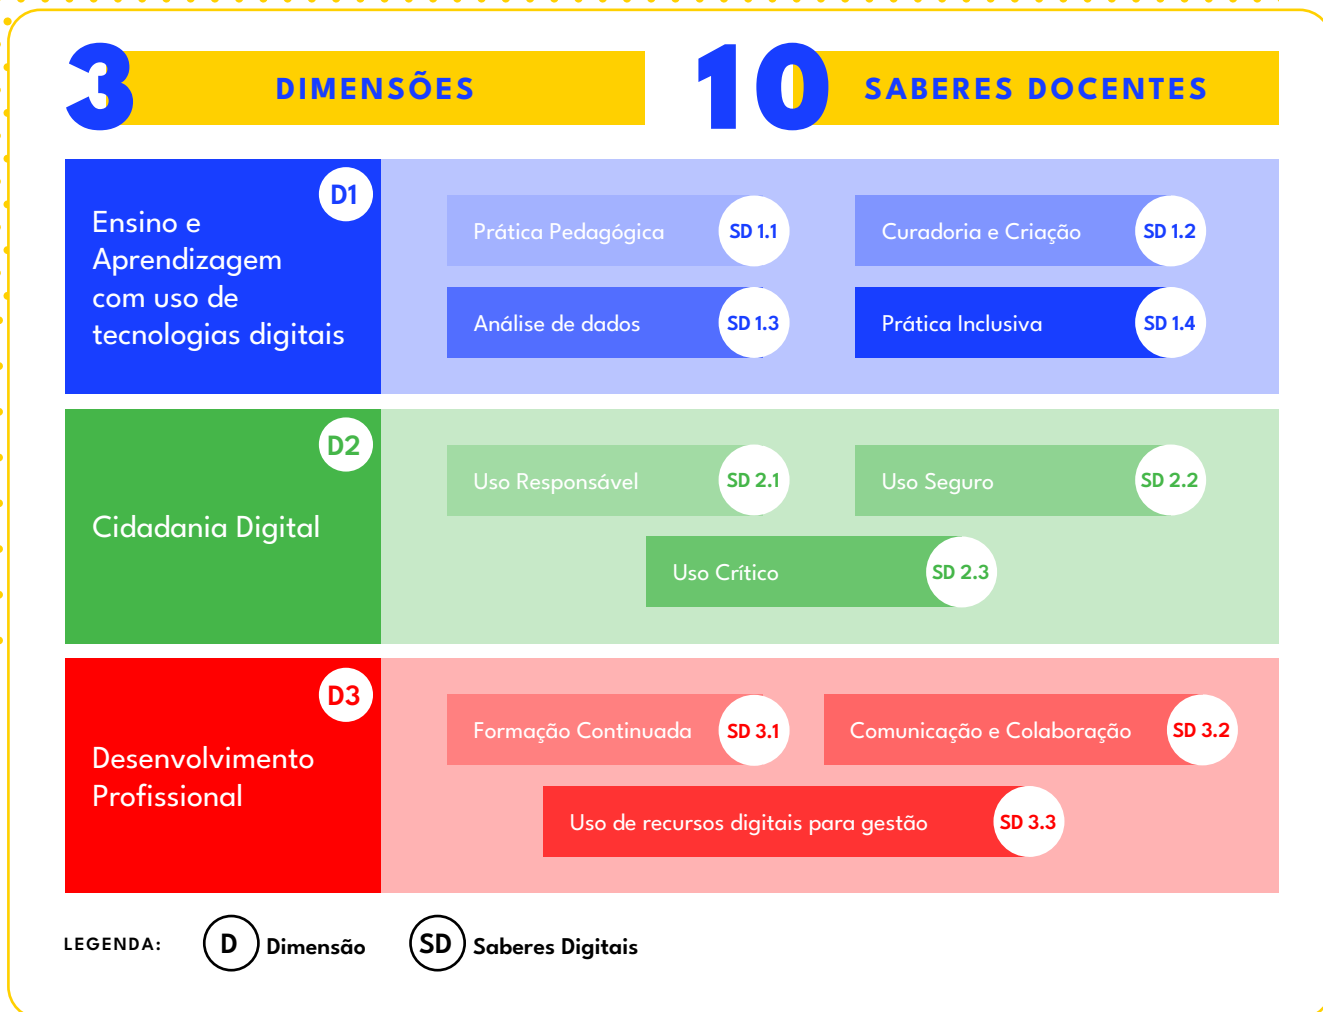 3 DIMENSÕES
10 SABERES DOCENTES
D1
Ensino e
Aprendizagem
com uso de
tecnologias digitais
Prática Pedagógica SD 1.1
Curadoria e Criação SD 1.2
Análise de dados SD 1.3
Prática Inclusiva SD 1.4
D2
Cidadania Digital
Uso Responsável SD 2.1
Uso Seguro SD 2.2
Uso Crítico SD 2.3
D3
Desenvolvimento
Profissional
Formação Continuada SD 3.1
Comunicação e Colaboração SD 3.2
Uso de recursos digitais para gestão SD 3.3
LEGENDA: D Dimensão SD Saberes Digitais